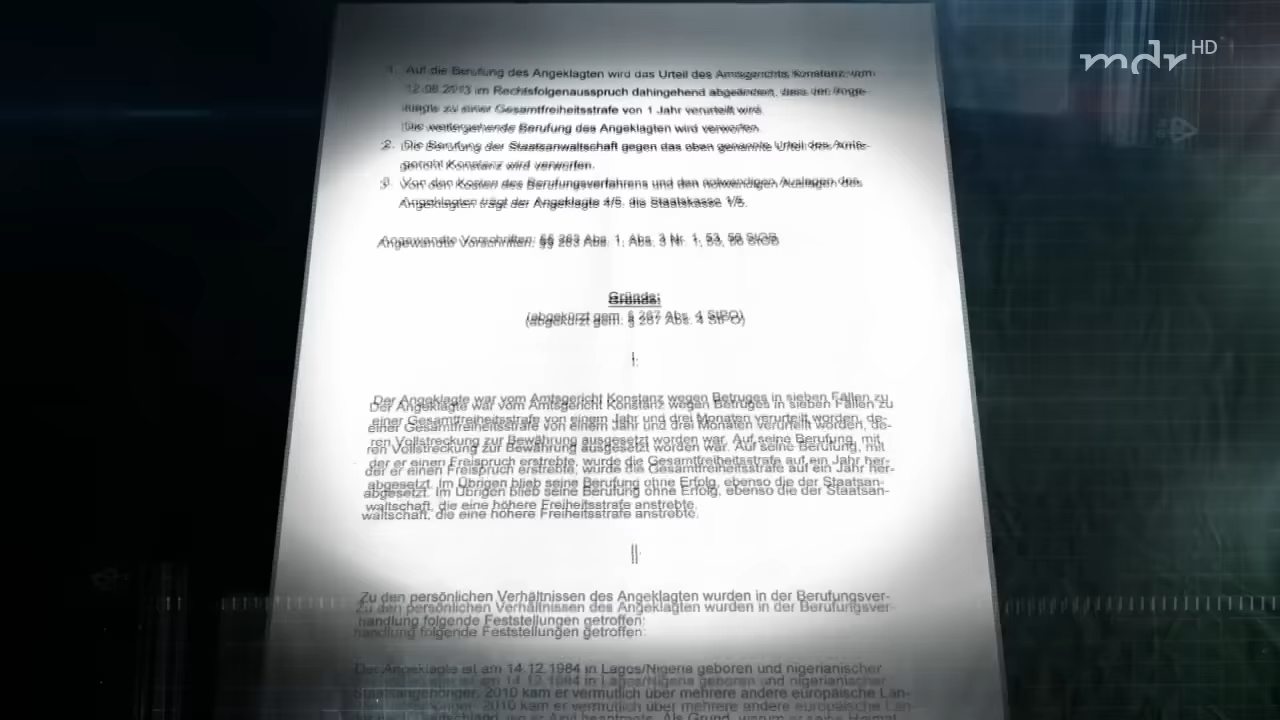 mdr HD
1. Auf die Berufung des Angeklagten wird das Urteil des Amtsgerichts Konstanz vom
12.08.2013 im Rechtsfolgenausspruch dahingehend abgeändert, dass der Ange-
klagte zu einer Gesamtfreiheitsstrafe von 1 Jahr verurteilt wird.
Die weitergehende Berufung des Angeklagten wird verworfen.
2. Die Berufung der Staatsanwaltschaft gegen das oben genannte Urteil des Amts-
gericht Konstanz wird verworfen.
3. Von den Kosten des Berufungsverfahrens und den notwendigen Auslagen des
Angeklagten trägt der Angeklagte 4/5, die Staatskasse 1/5.
Angewandte Vorschriften: §§ 263 Abs. 1, Abs. 3 Nr. 1, 53, 56 StGB
Gründe:
(abgekürzt gem. § 267 Abs. 4 StPO)
I.
Der Angeklagte war vom Amtsgericht Konstanz wegen Betruges in sieben Fällen zu
einer Gesamtfreiheitsstrafe von einem Jahr und drei Monaten verurteilt worden, de-
ren Vollstreckung zur Bewährung ausgesetzt worden war. Auf seine Berufung, mit
der er einen Freispruch erstrebte, wurde die Gesamtfreiheitsstrafe auf ein Jahr her-
abgesetzt. Im Übrigen blieb seine Berufung ohne Erfolg, ebenso die der Staatsan-
waltschaft, die eine höhere Freiheitsstrafe anstrebte.
II.
Zu den persönlichen Verhältnissen des Angeklagten wurden in der Berufungsver-
handlung folgende Feststellungen getroffen:
Der Angeklagte ist am 14.12.1984 in Lagos/Nigeria geboren und nigerianischer
Staatsangehöriger. 2010 kam er vermutlich über mehrere andere europäische Län-